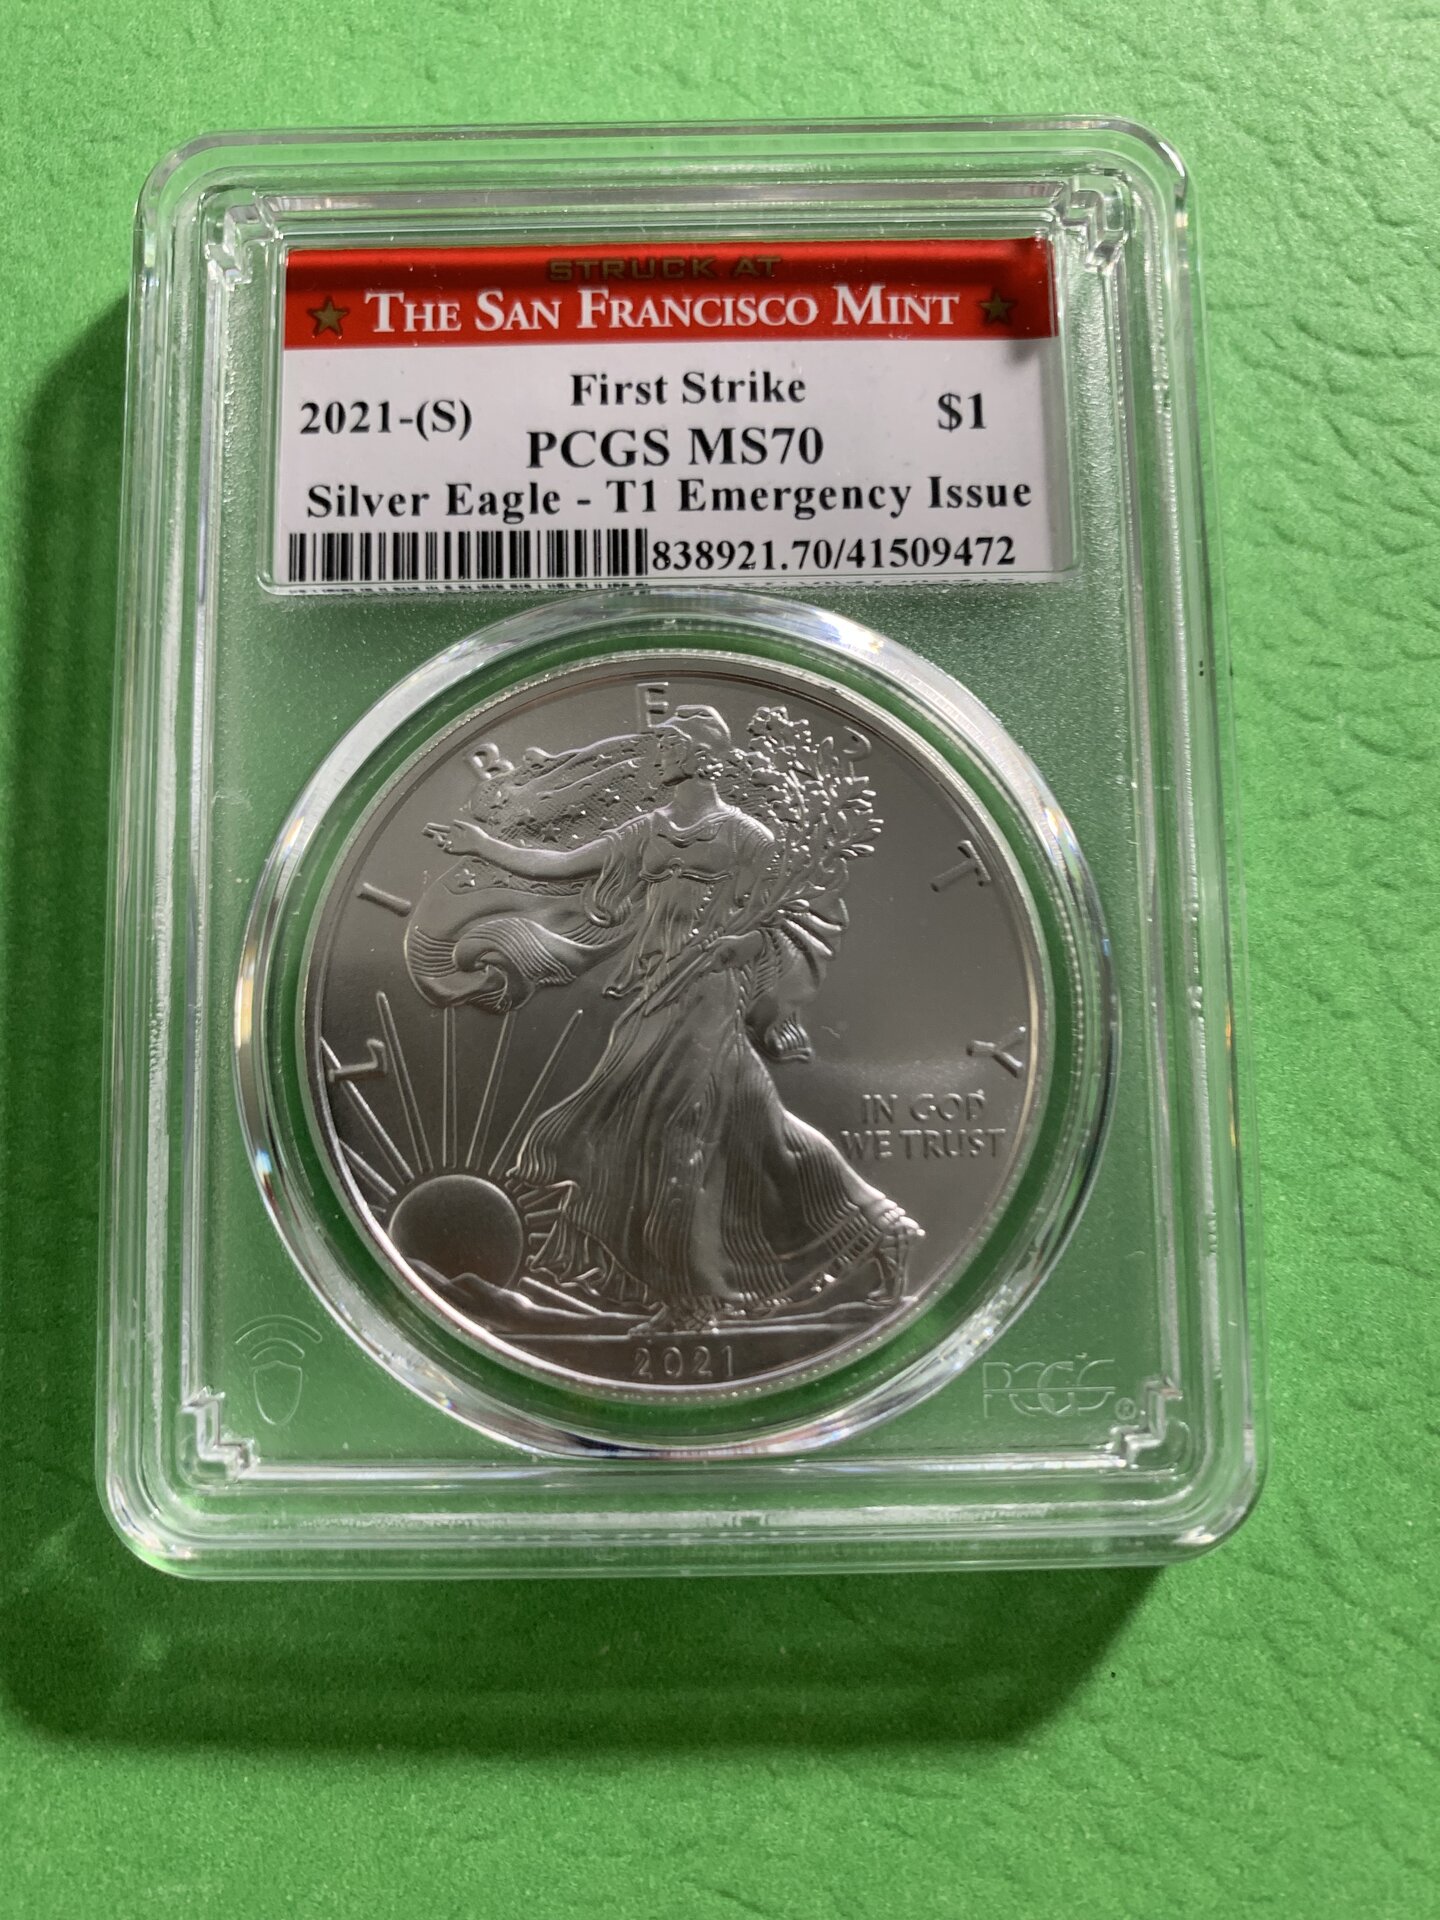 STRUCK AT
THE SAN FRANCISCO MINT
2021-(S)
First Strike
$1
PCGS MS70
Silver Eagle - T1 Emergency Issue
838921.70/41509472
LIBERTY
IN GOD
WE TRUST
2021
PCGS®